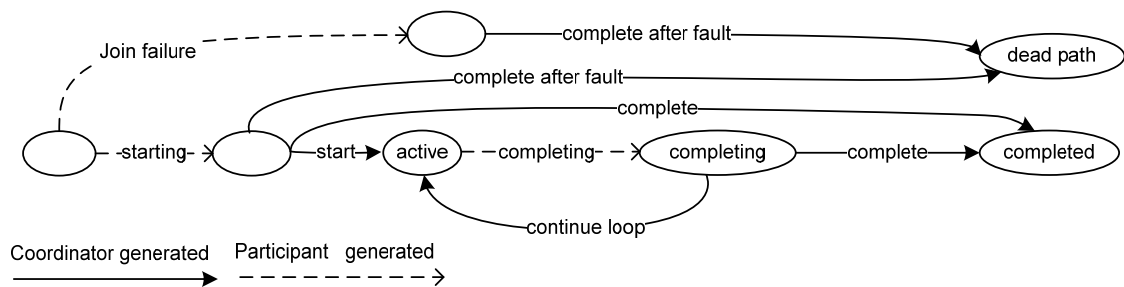 complete after fault
Join failure
dead path
complete after fault
complete
starting
start
active
completing
completing
complete
completed
continue loop
Coordinator generated
Participant generated